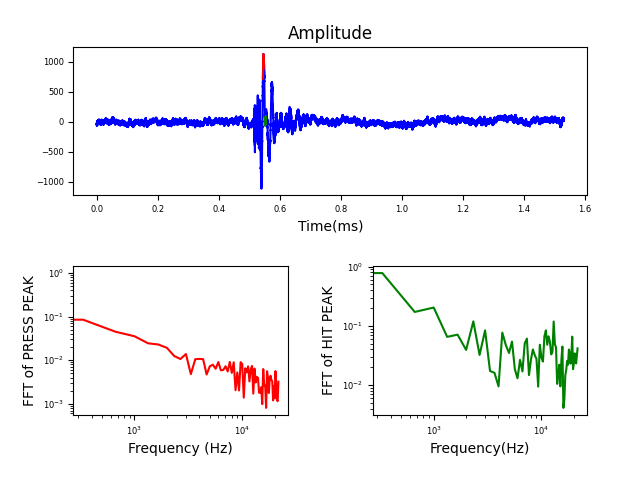 Amplitude
1000
500
0
−500
−1000
0.0 0.2 0.4 0.6 0.8 1.0 1.2 1.4 1.6
Time(ms)
FFT of PRESS PEAK
10⁰
10⁻¹
10⁻²
10⁻³
10³ 10⁴
Frequency (Hz)
FFT of HIT PEAK
10⁰
10⁻¹
10⁻²
10³ 10⁴
Frequency(Hz)